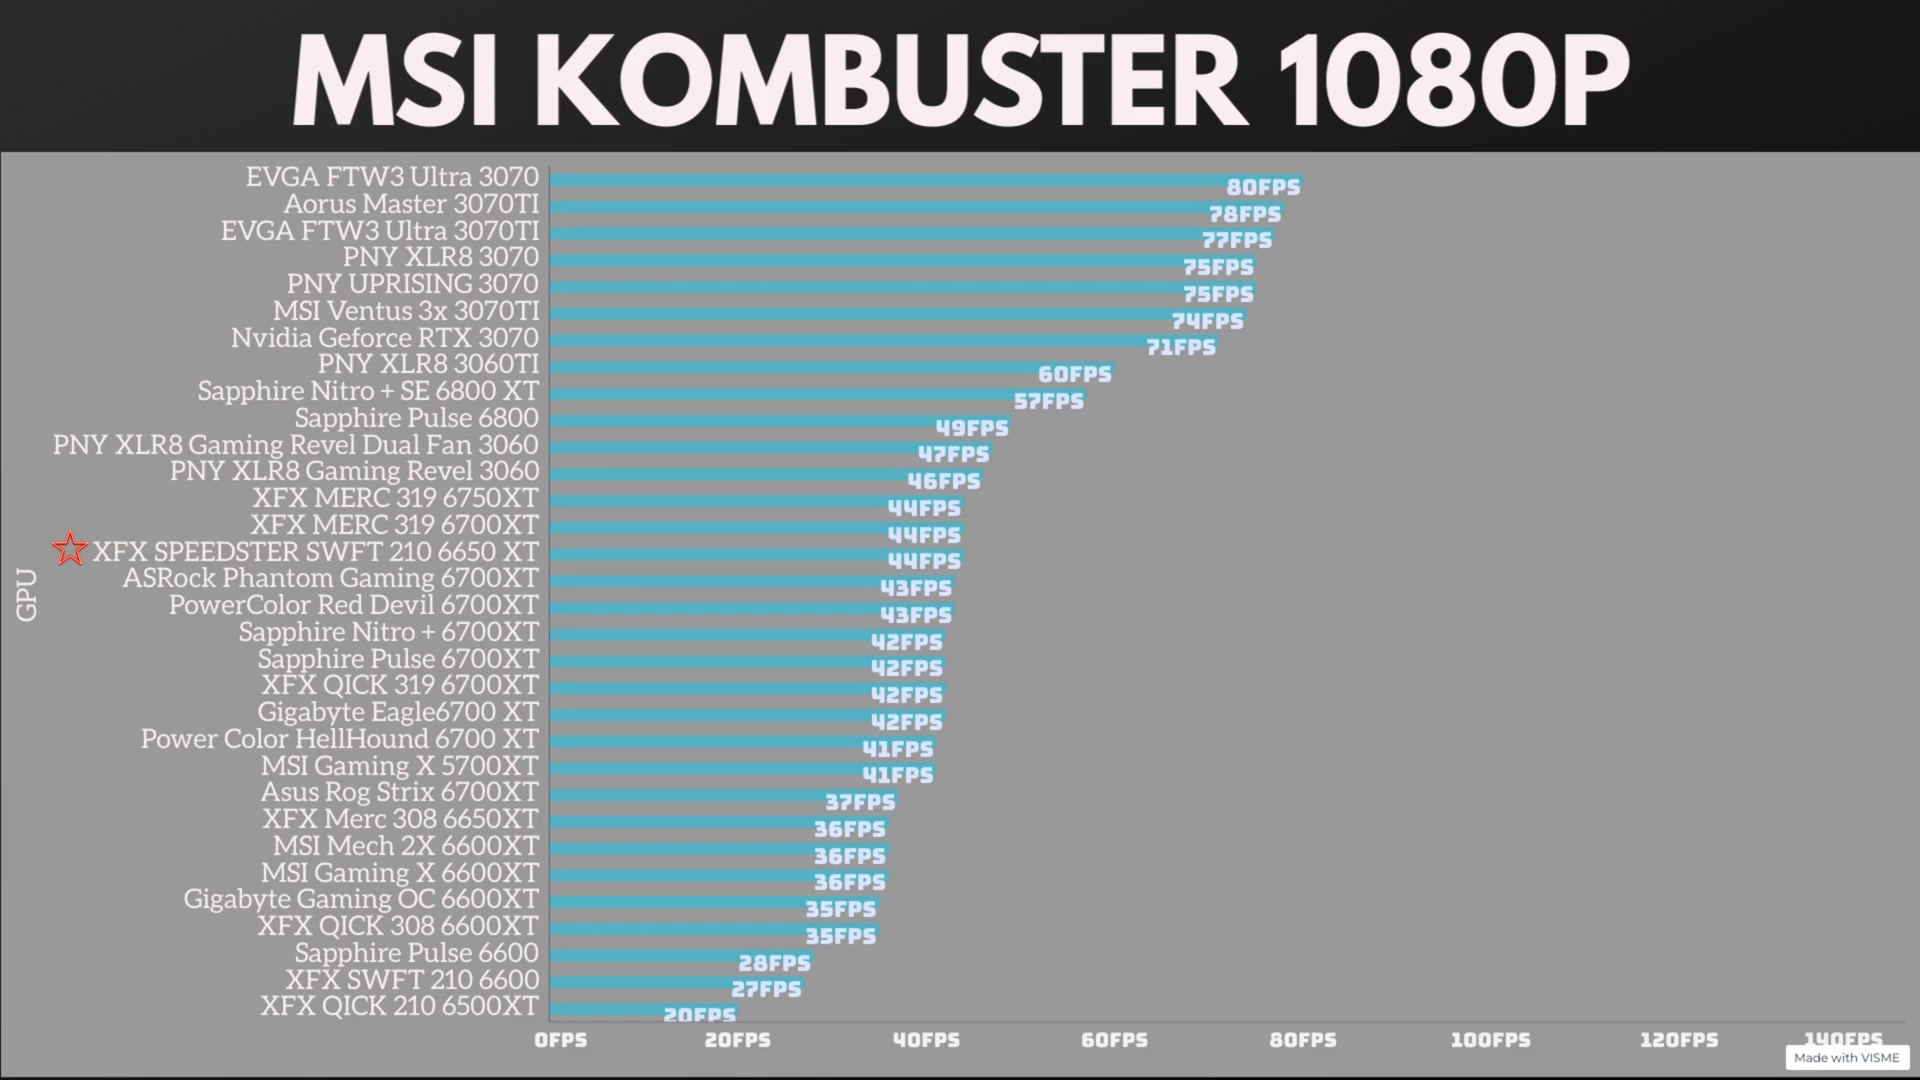 MSI KOMBUSTER 1080P
EVGA FTW3 Ultra 3070 80FPS
Aorus Master 3070TI 78FPS
EVGA FTW3 Ultra 3070TI 77FPS
PNY XLR8 3070 75FPS
PNY UPRISING 3070 75FPS
MSI Ventus 3x 3070TI 74FPS
Nvidia Geforce RTX 3070 71FPS
PNY XLR8 3060TI 60FPS
Sapphire Nitro + SE 6800 XT 57FPS
Sapphire Pulse 6800 49FPS
PNY XLR8 Gaming Revel Dual Fan 3060 47FPS
PNY XLR8 Gaming Revel 3060 46FPS
XFX MERC 319 6750XT 44FPS
XFX MERC 319 6700XT 44FPS
XFX SPEEDSTER SWFT 210 6650 XT 44FPS
ASRock Phantom Gaming 6700XT 43FPS
PowerColor Red Devil 6700XT 43FPS
Sapphire Nitro + 6700XT 42FPS
Sapphire Pulse 6700XT 42FPS
XFX QICK 319 6700XT 42FPS
Gigabyte Eagle6700 XT 42FPS
Power Color HellHound 6700 XT 41FPS
MSI Gaming X 5700XT 41FPS
Asus Rog Strix 6700XT 37FPS
XFX Merc 308 6650XT 36FPS
MSI Mech 2X 6600XT 36FPS
MSI Gaming X 6600XT 36FPS
Gigabyte Gaming OC 6600XT 35FPS
XFX QICK 308 6600XT 35FPS
Sapphire Pulse 6600 28FPS
XFX SWFT 210 6600 27FPS
XFX QICK 210 6500XT 20FPS
GPU
0FPS 20FPS 40FPS 60FPS 80FPS 100FPS 120FPS 140FPS
Made with VISME